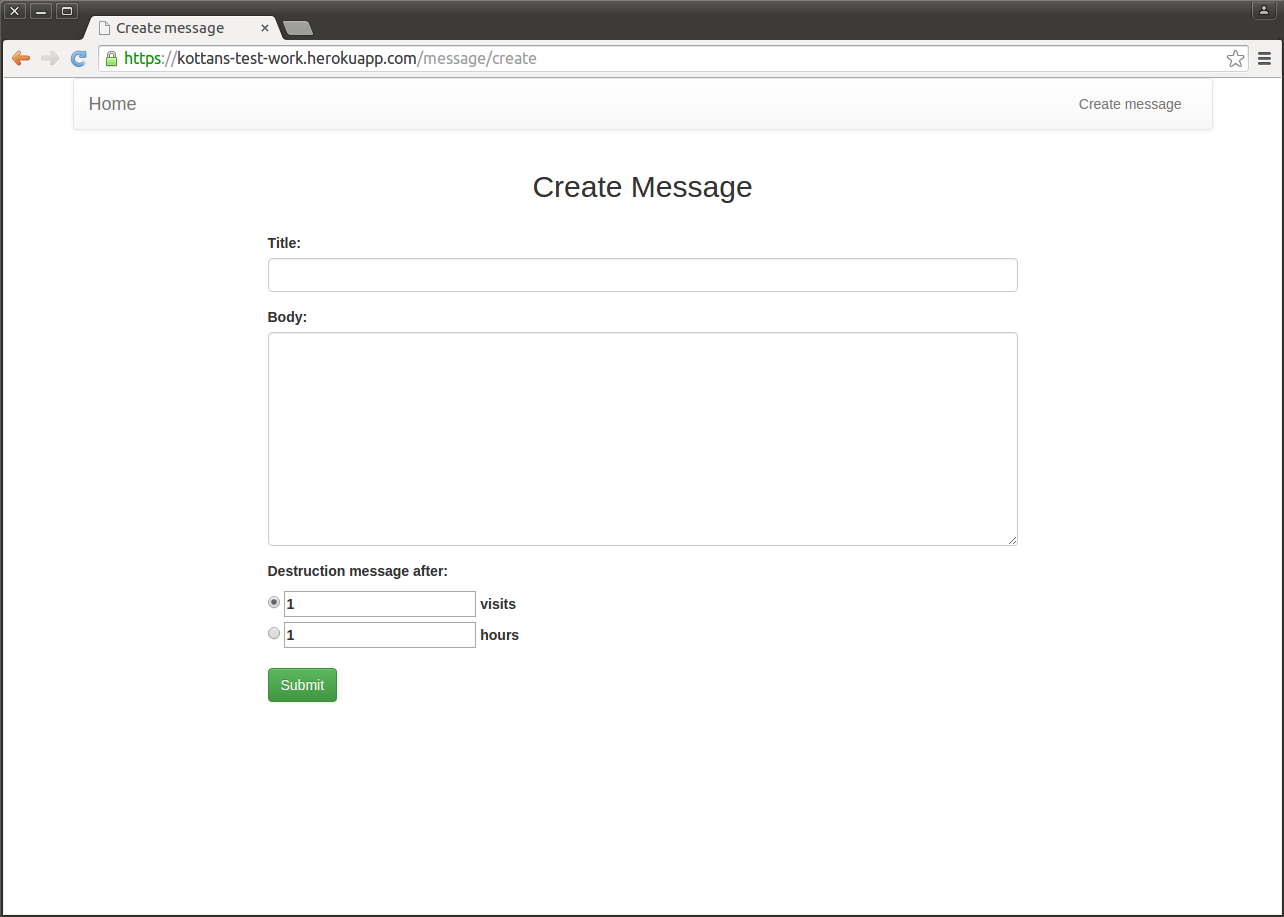 Create message
https://kottans-test-work.herokuapp.com/message/create
Home Create message
Create Message
Title:
Body:
Destruction message after:
1 visits
1 hours
Submit